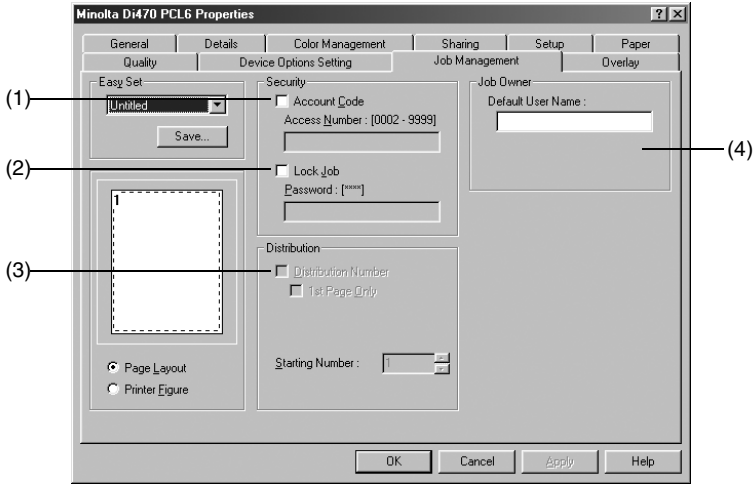 Minolta Di470 PCL6 Properties
General Details Color Management Sharing Setup Paper
Quality Device Options Setting Job Management Overlay
Easy Set
Untitled
Save...
1
Page Layout
Printer Figure
Security
Account Code
Access Number : [0002 - 9999]
Lock Job
Password : [****]
Distribution
Distribution Number
1st Page Only
Starting Number : 1
Job Owner
Default User Name :
OK Cancel Apply Help
(1)
(2)
(3)
(4)